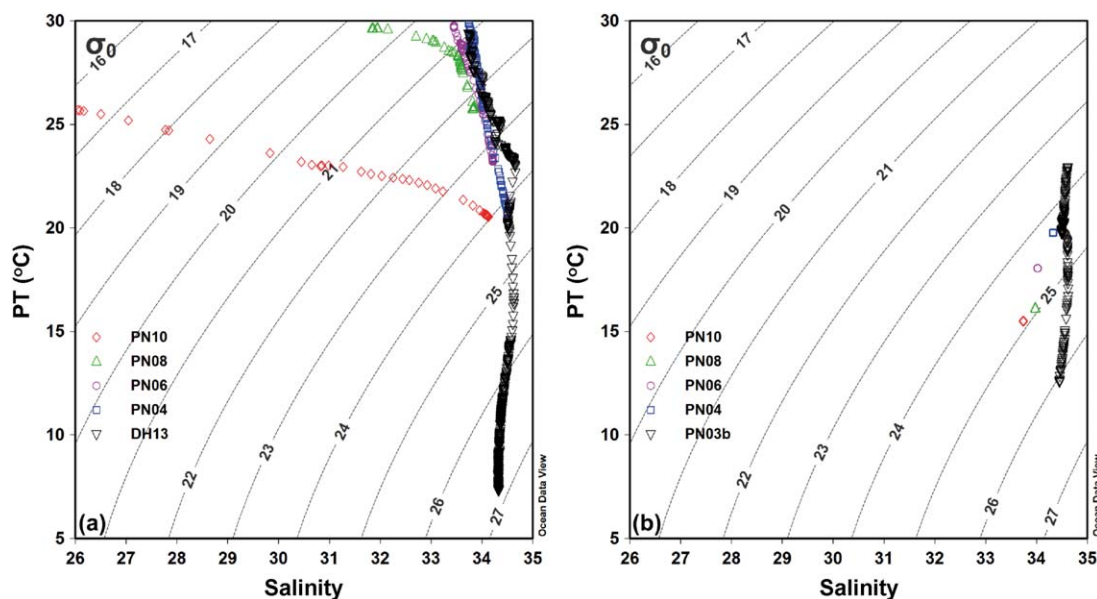 σ₀
PT (°C)
30
25
20
15
10
5
16
17
18
19
20
21
22
23
24
25
26
27
PN10
PN08
PN06
PN04
DH13
(a)
Ocean Data View
26 27 28 29 30 31 32 33 34 35
Salinity
σ₀
PT (°C)
30
25
20
15
10
5
16
17
18
19
20
21
22
23
24
25
26
27
PN10
PN08
PN06
PN04
PN03b
(b)
Ocean Data View
26 27 28 29 30 31 32 33 34 35
Salinity